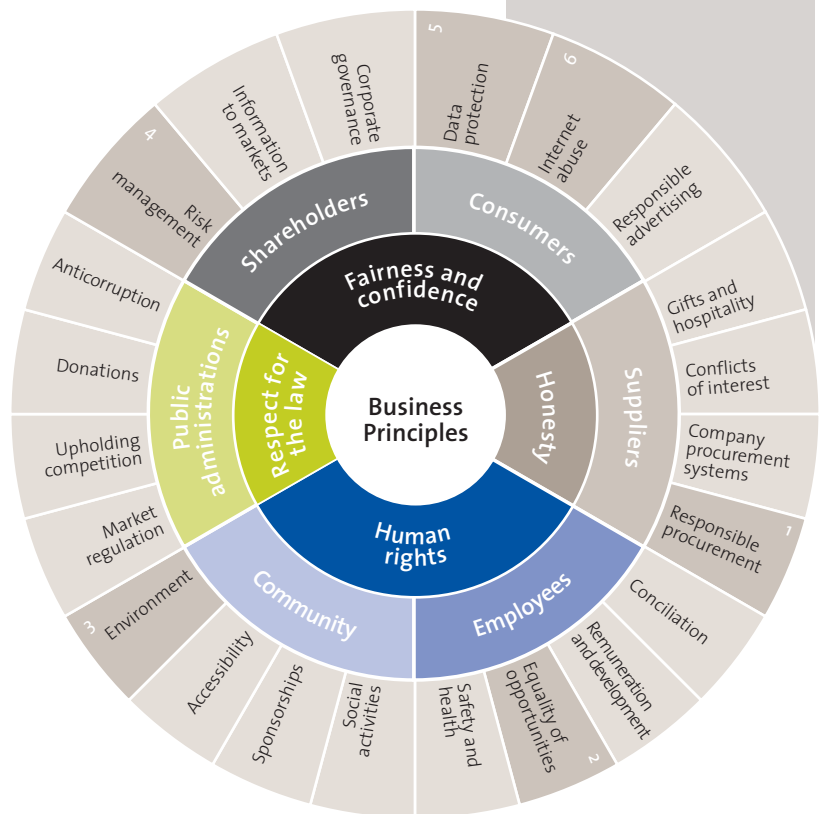 Business
Principles
Fairness and
confidence
Honesty
Human
rights
Respect for
the law
Shareholders
Consumers
Suppliers
Employees
Community
Public
administrations
5
Data
protection
6
Internet
abuse
Responsible
advertising
Gifts and
hospitality
Conflicts
of interest
Company
procurement
systems
1
Responsible
procurement
Conciliation
Remuneration
and development
2
Equality of
opportunities
Safety and
health
Social
activities
Sponsorships
Accessibility
3
Environment
Market
regulation
Upholding
competition
Donations
Anticorruption
4
Risk
management
Information
to markets
Corporate
governance